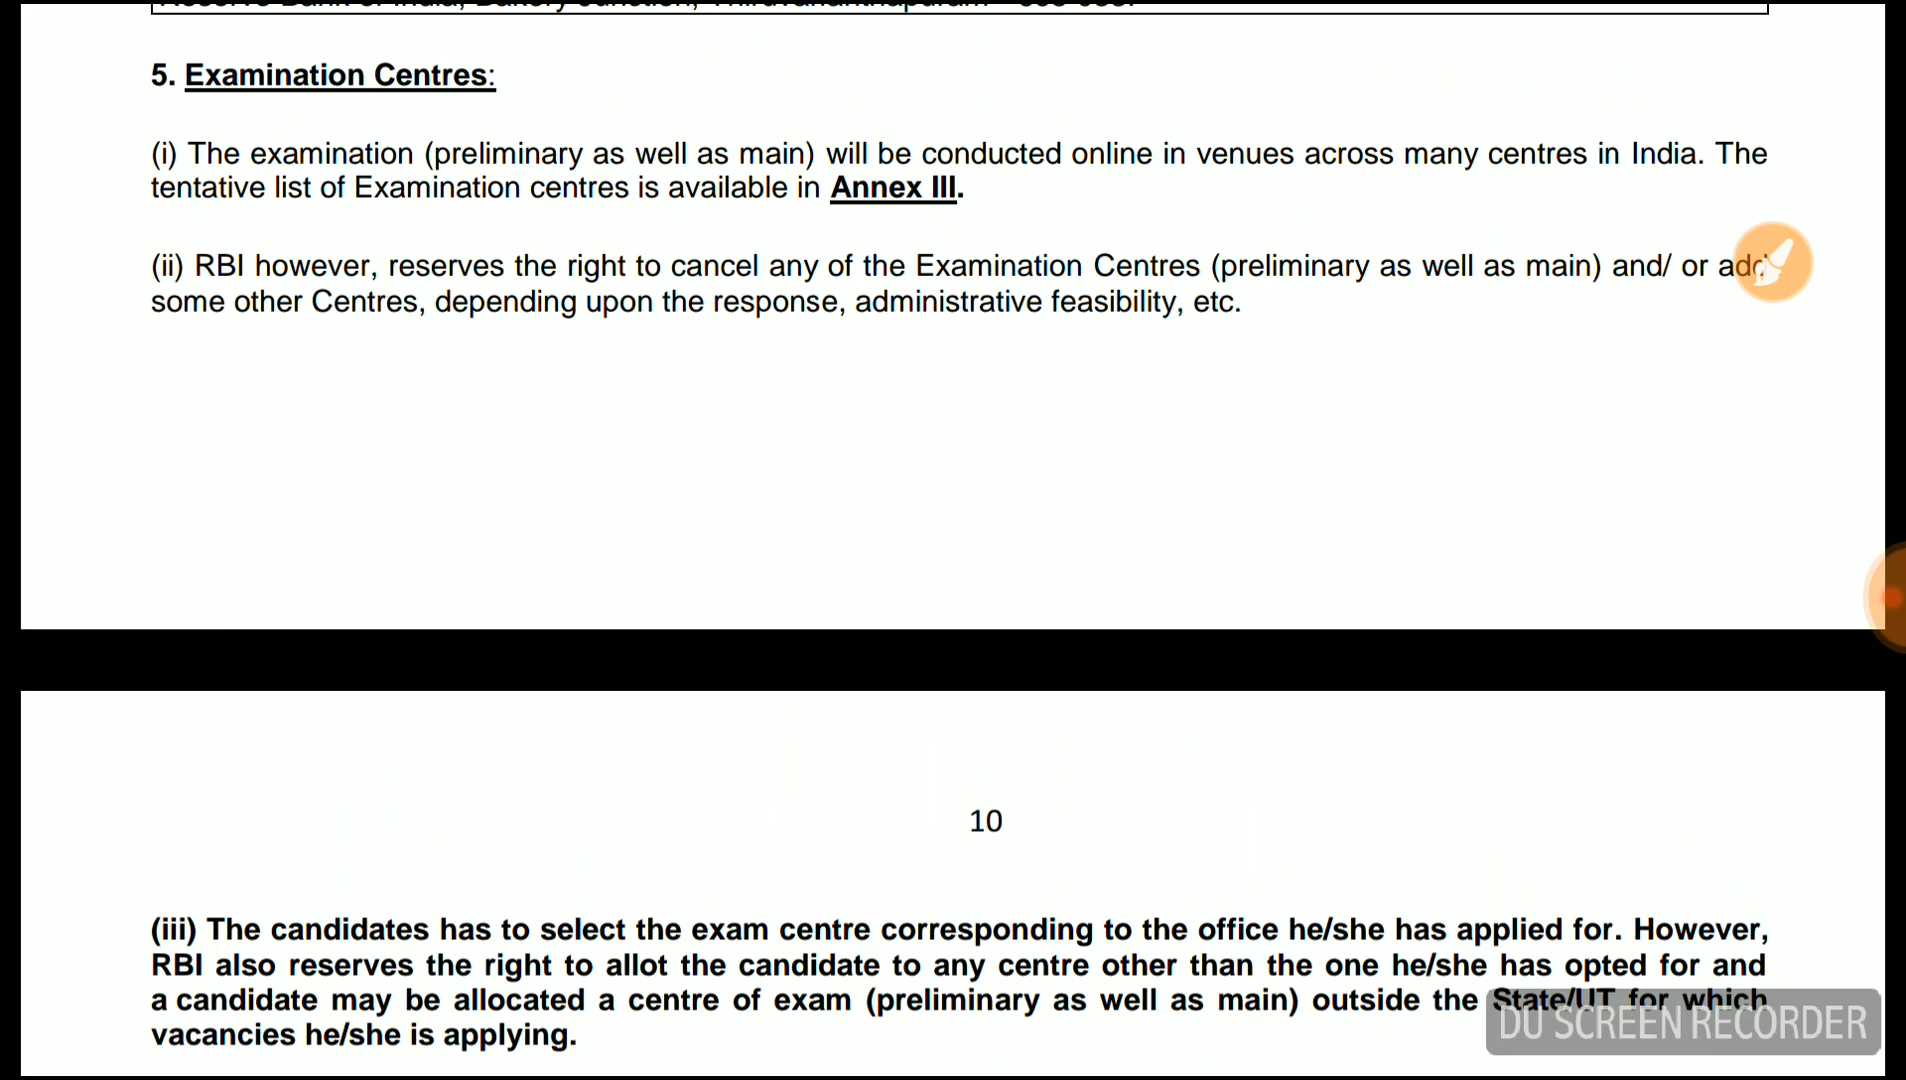 5. Examination Centres:
(i) The examination (preliminary as well as main) will be conducted online in venues across many centres in India. The
tentative list of Examination centres is available in Annex III.
(ii) RBI however, reserves the right to cancel any of the Examination Centres (preliminary as well as main) and/ or add
some other Centres, depending upon the response, administrative feasibility, etc.
10
(iii) The candidates has to select the exam centre corresponding to the office he/she has applied for. However,
RBI also reserves the right to allot the candidate to any centre other than the one he/she has opted for and
a candidate may be allocated a centre of exam (preliminary as well as main) outside the State/UT for which
vacancies he/she is applying.
DU SCREEN RECORDER